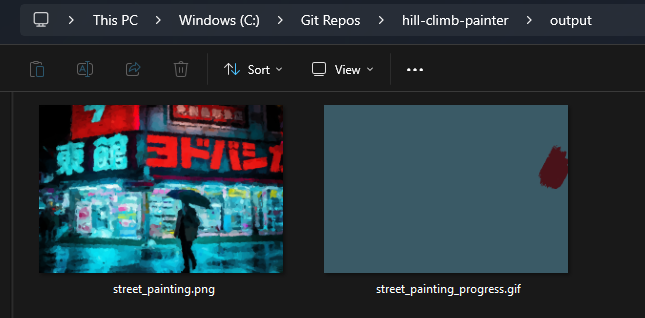 This PC > Windows (C:) > Git Repos > hill-climb-painter > output
Sort View
東館 ヨドバシカ
street_painting.png street_painting_progress.gif